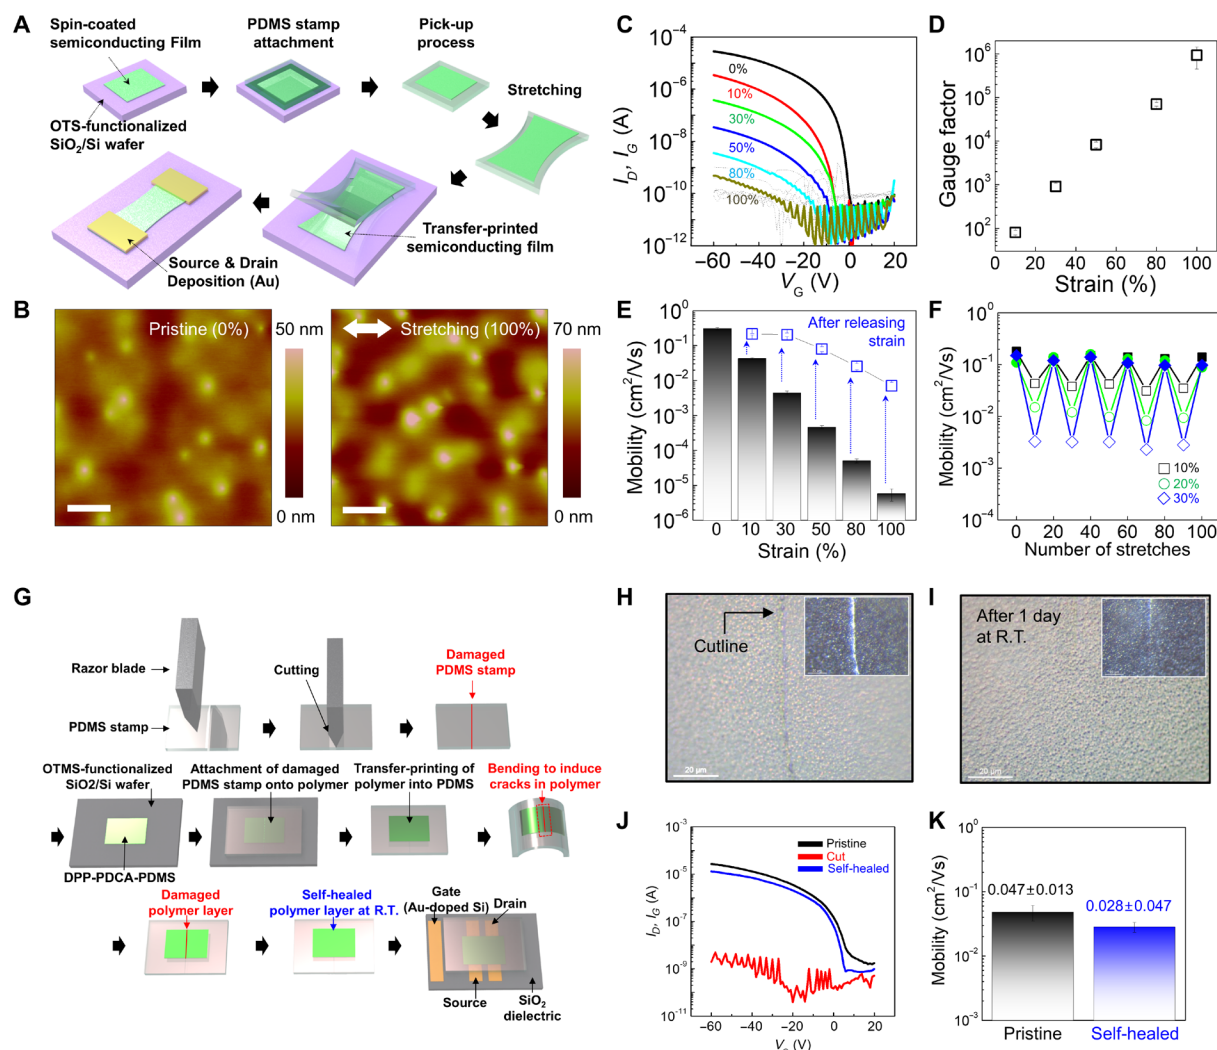 A
Spin-coated
semiconducting Film
PDMS stamp
attachment
Pick-up
process
Stretching
OTS-functionalized
SiO2/Si wafer
Transfer-printed
semiconducting film
Source & Drain
Deposition (Au)
B
Pristine (0%)
50 nm
0 nm
Stretching (100%)
70 nm
0 nm
C
I_D, I_G (A)
10^−4
10^−6
10^−8
10^−10
10^−12
0%
10%
30%
50%
80%
100%
−60 −40 −20 0 20
V_G (V)
D
Gauge factor
10^6
10^5
10^4
10^3
10^2
0 20 40 60 80 100
Strain (%)
E
Mobility (cm^2/Vs)
10^0
10^−1
10^−2
10^−3
10^−4
10^−5
10^−6
After releasing
strain
0 10 30 50 80 100
Strain (%)
F
Mobility (cm^2/Vs)
10^0
10^−1
10^−2
10^−3
10^−4
10%
20%
30%
0 20 40 60 80 100
Number of stretches
G
Razor blade
PDMS stamp
Cutting
Damaged
PDMS stamp
OTMS-functionalized
SiO2/Si wafer
DPP-PDCA-PDMS
Attachment of damaged
PDMS stamp onto polymer
Transfer-printing of
polymer into PDMS
Bending to induce
cracks in polymer
Damaged
polymer layer
Self-healed
polymer layer at R.T.
Gate
(Au-doped Si)
Drain
Source
SiO2
dielectric
H
Cutline
20 μm
I
After 1 day
at R.T.
20 μm
J
I_D, I_G (A)
10^−3
10^−5
10^−7
10^−9
10^−11
Pristine
Cut
Self-healed
−60 −40 −20 0 20
K
Mobility (cm^2/Vs)
10^0
10^−1
10^−2
10^−3
0.047±0.013
0.028±0.047
Pristine
Self-healed